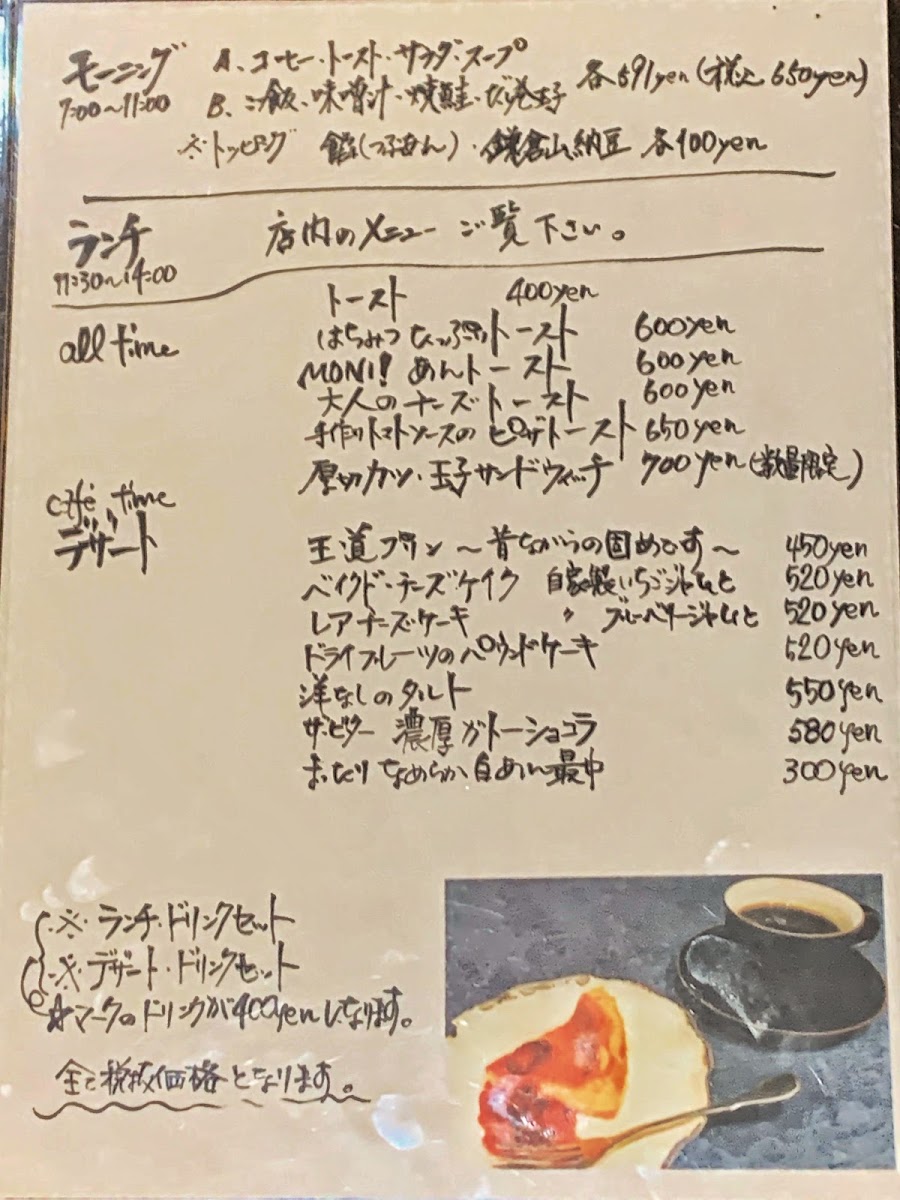 モーニング
7:00〜11:00
A、コーヒー・トースト・サラダ・スープ
B、ご飯、味噌汁・焼鮭・だし巻玉子
各591yen(税込 650yen)
※トッピング 餡(つぶあん)・鎌倉山納豆 各100yen
ランチ
11:30〜14:00
店内のメニュー ご覧下さい。
all time
トースト 400yen
はちみつたっぷりトースト 600yen
MONI! あんトースト 600yen
大人のチーズトースト 600yen
手作りトマトソースのピザトースト 650yen
厚切カツ・玉子サンドウィッチ 700yen(数量限定)
café time
デザート
王道プリン 〜昔ながらの固めです〜 450yen
ベイクド・チーズケイク 自家製いちごジャムと 520yen
レアチーズケーキ 〃 ブルーベリージャムと 520yen
ドライフルーツのパウンドケーキ 520yen
洋なしのタルト 550yen
ザ・ビター 濃厚ガトーショコラ 580yen
まったりなめらか白あん最中 300yen
※ランチ・ドリンクセット
※デザート・ドリンクセット
☆マークのドリンクが400yenになります。
全て税抜価格となります。